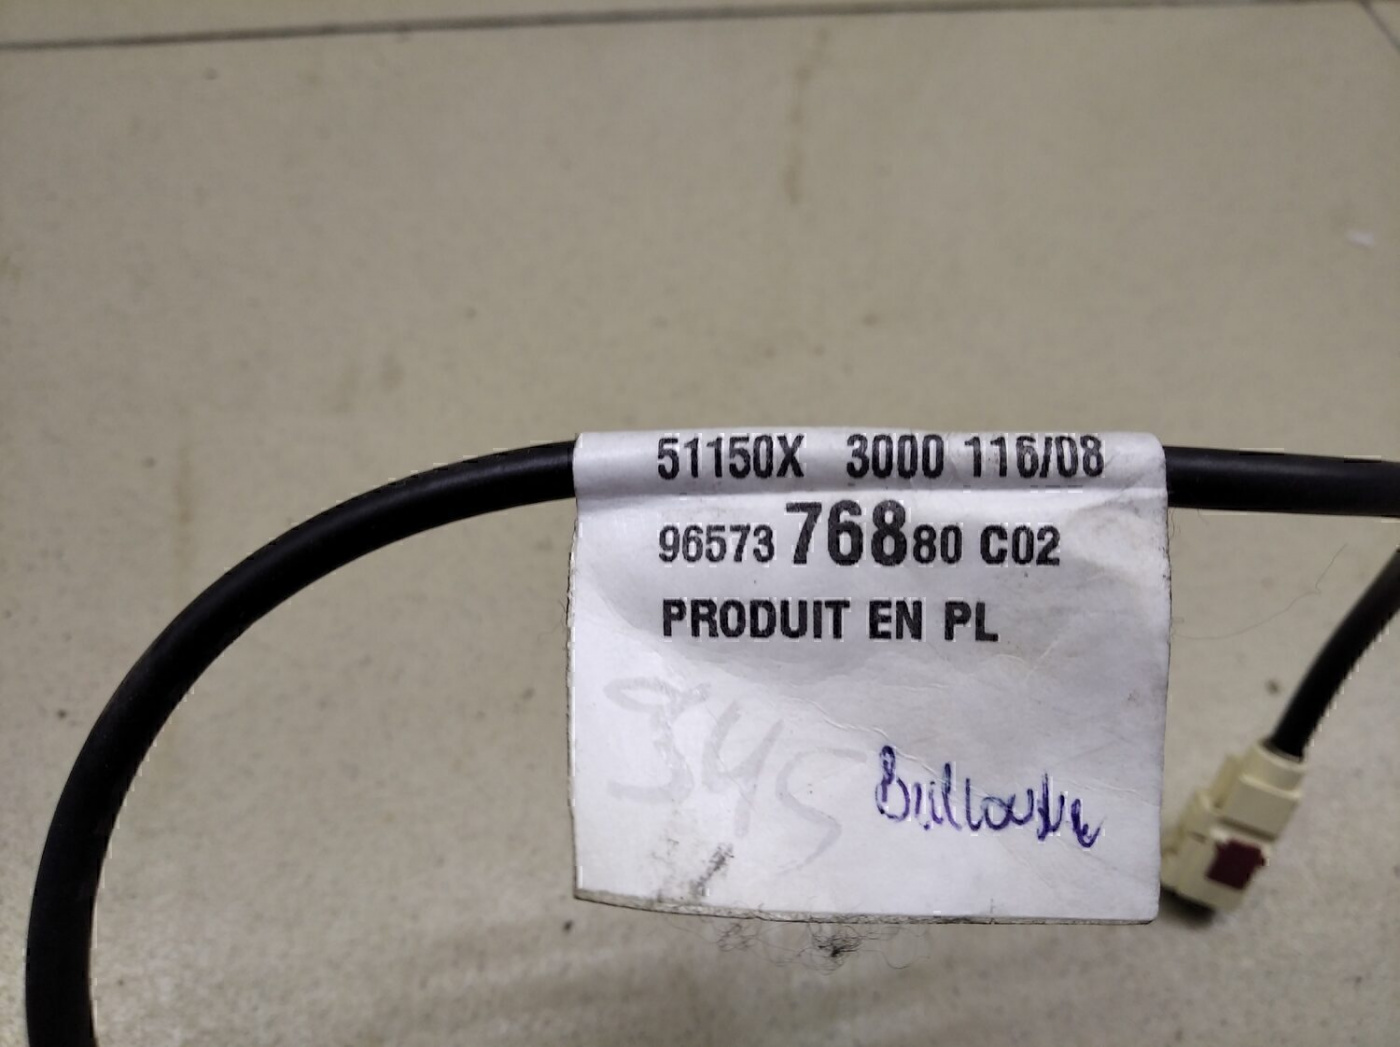 51150X 3000 116/08
96573 768 80 C02
PRODUIT EN PL
345